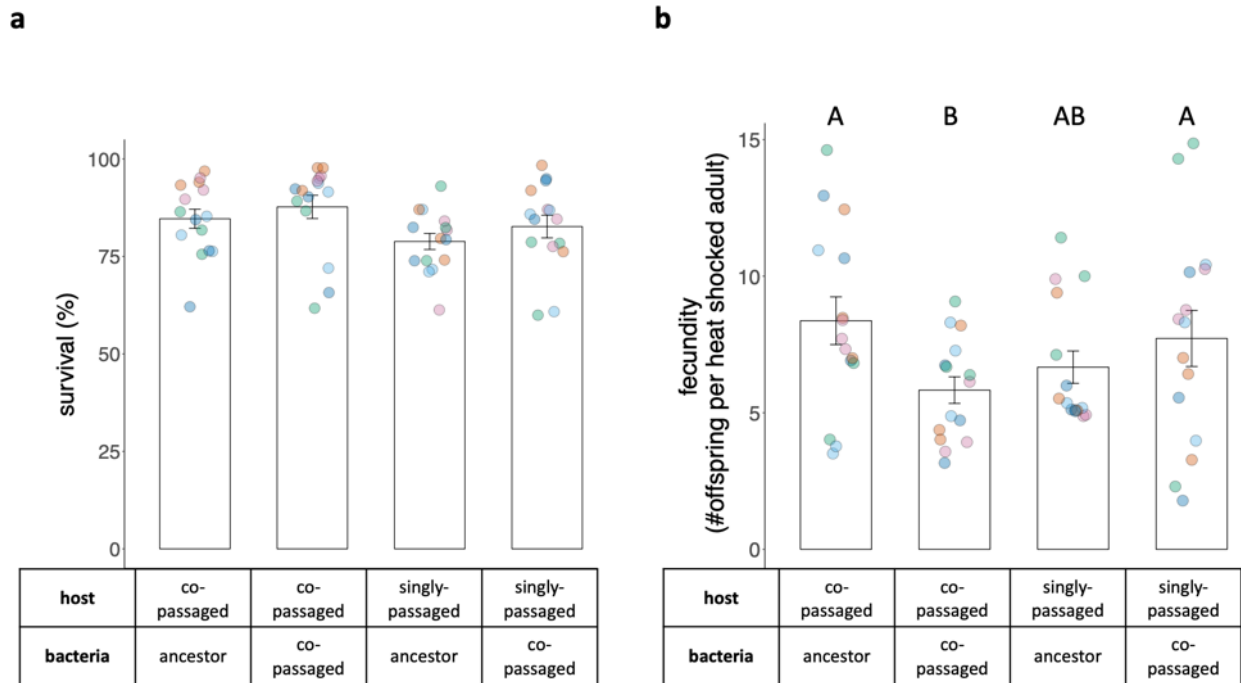 a
b
A B AB A
survival (%)
100
75
50
25
0
fecundity
(#offspring per heat shocked adult)
15
10
5
0
host co-passaged co-passaged singly-passaged singly-passaged
bacteria ancestor co-passaged ancestor co-passaged
host co-passaged co-passaged singly-passaged singly-passaged
bacteria ancestor co-passaged ancestor co-passaged